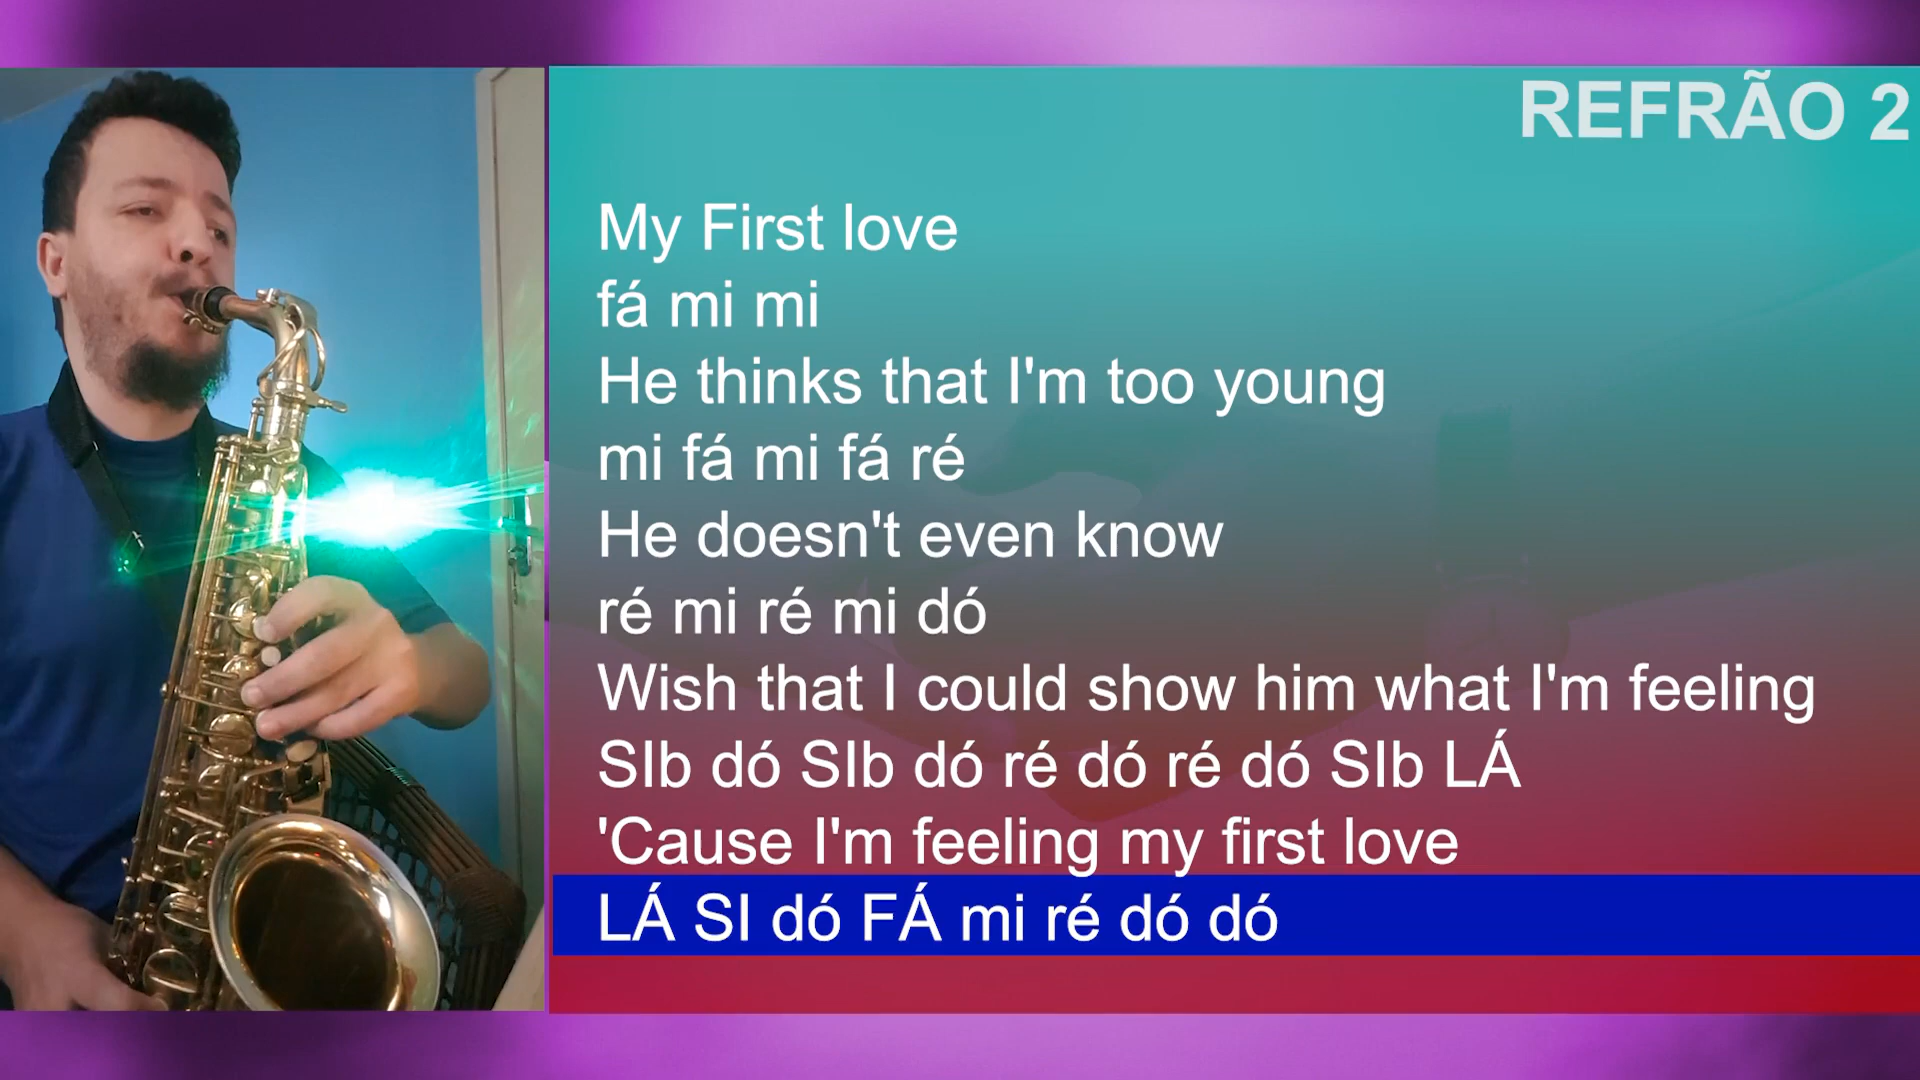 REFRÃO 2
My First love
fá mi mi
He thinks that I'm too young
mi fá mi fá ré
He doesn't even know
ré mi ré mi dó
Wish that I could show him what I'm feeling
SIb dó SIb dó ré dó ré dó SIb LÁ
'Cause I'm feeling my first love
LÁ SI dó FÁ mi ré dó dó